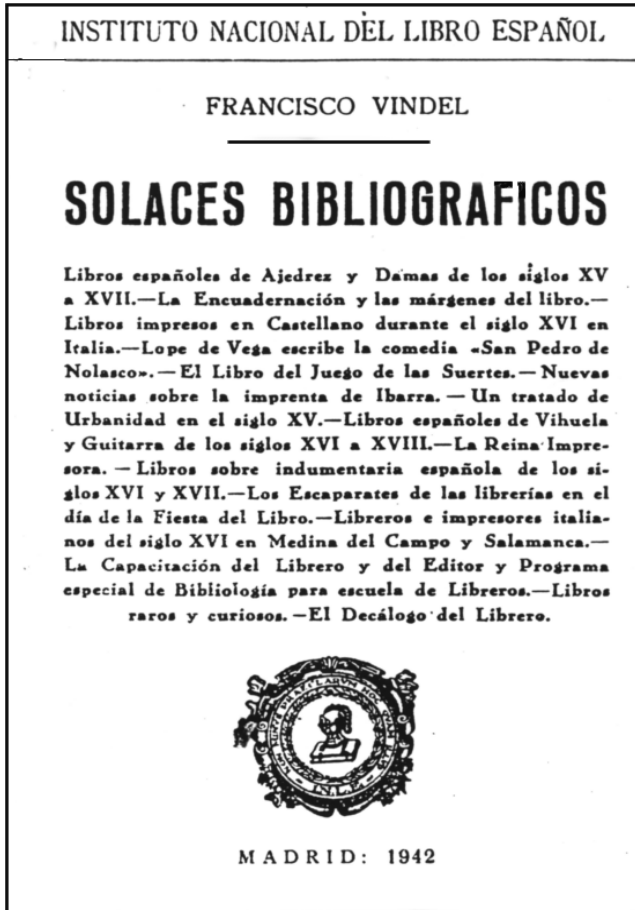 INSTITUTO NACIONAL DEL LIBRO ESPAÑOL
FRANCISCO VINDEL
SOLACES BIBLIOGRAFICOS
Libros españoles de Ajedrez y Damas de los siglos XV
a XVII.—La Encuadernación y las márgenes del libro.—
Libros impresos en Castellano durante el siglo XVI en
Italia.—Lope de Vega escribe la comedia «San Pedro de
Nolasco».—El Libro del Juego de las Suertes.—Nuevas
noticias sobre la imprenta de Ibarra.—Un tratado de
Urbanidad en el siglo XV.—Libros españoles de Vihuela
y Guitarra de los siglos XVI a XVIII.—La Reina Impre-
sora.—Libros sobre indumentaria española de los si-
glos XVI y XVII.—Los Escaparates de las librerías en el
día de la Fiesta del Libro.—Libreros e impresores italia-
nos del siglo XVI en Medina del Campo y Salamanca.—
La Capacitación del Librero y del Editor y Programa
especial de Bibliología para escuela de Libreros.—Libros
raros y curiosos.—El Decálogo del Librero.
I.N.L.E.
MADRID: 1942